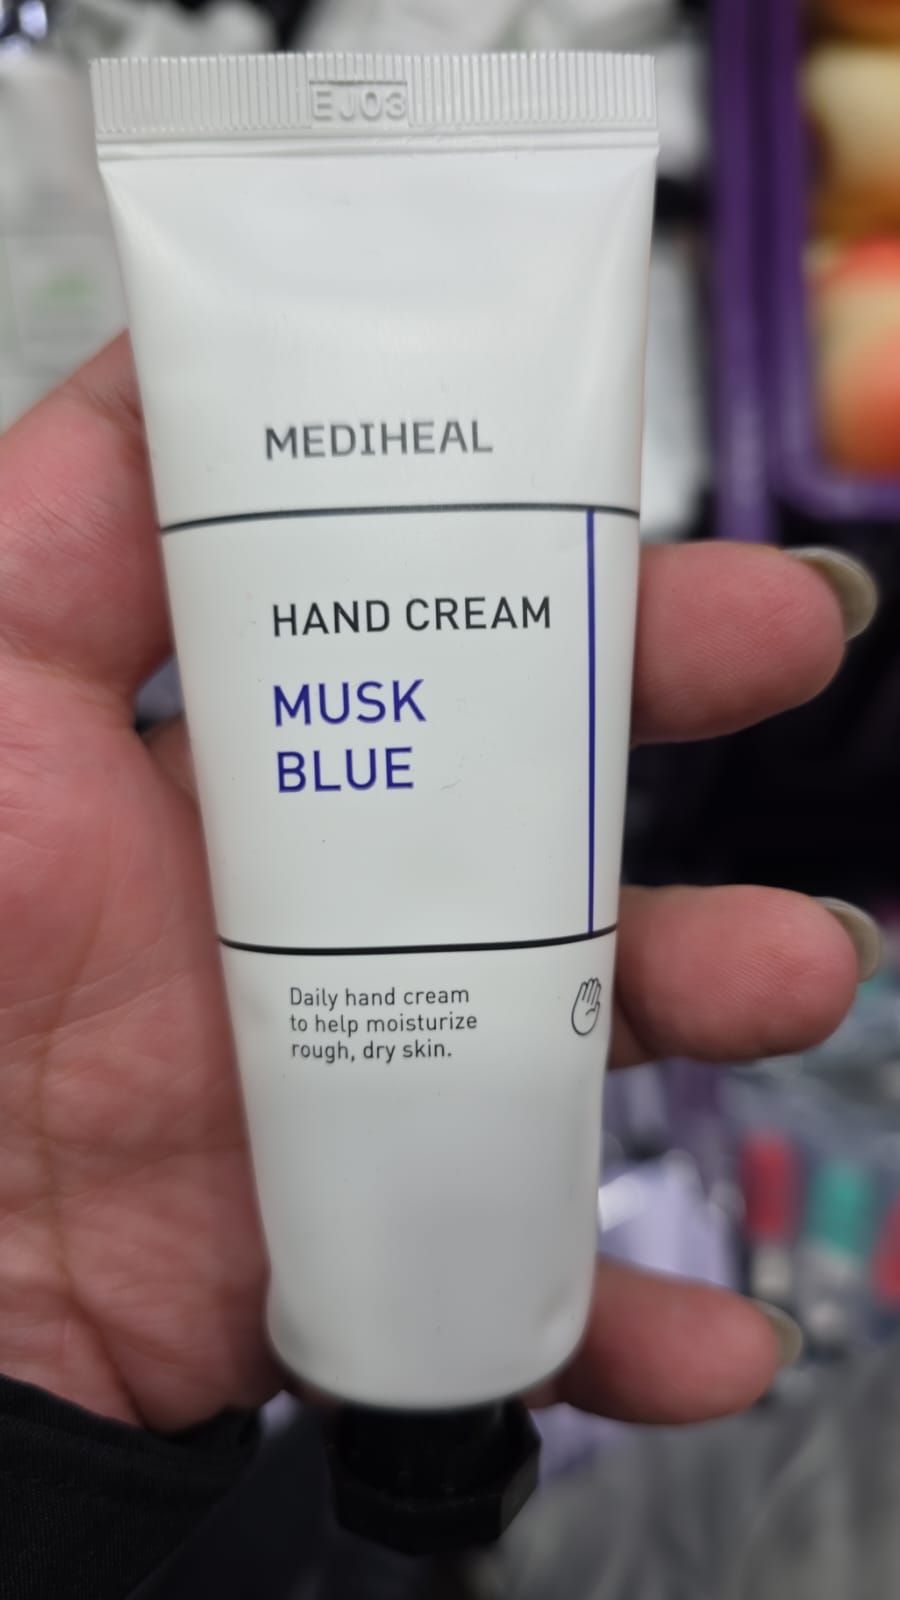 EJ03
MEDIHEAL
HAND CREAM
MUSK
BLUE
Daily hand cream
to help moisturize
rough, dry skin.